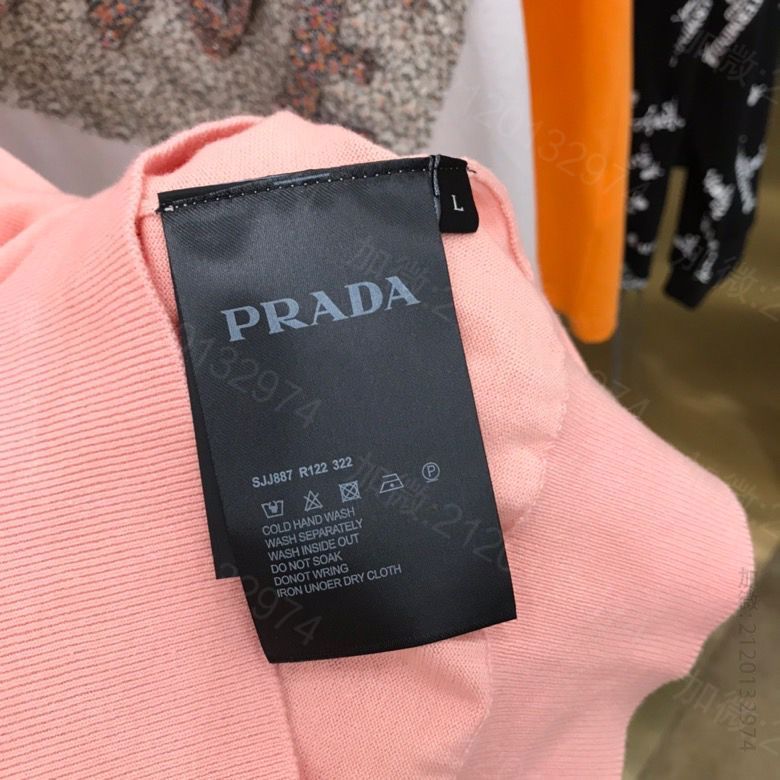 L
PRADA
SJJ887 R122 322
P
COLD HAND WASH
WASH SEPARATELY
WASH INSIDE OUT
DO NOT SOAK
DONOT WRING
IRON UNOER DRY CLOTH
加微:2120132974